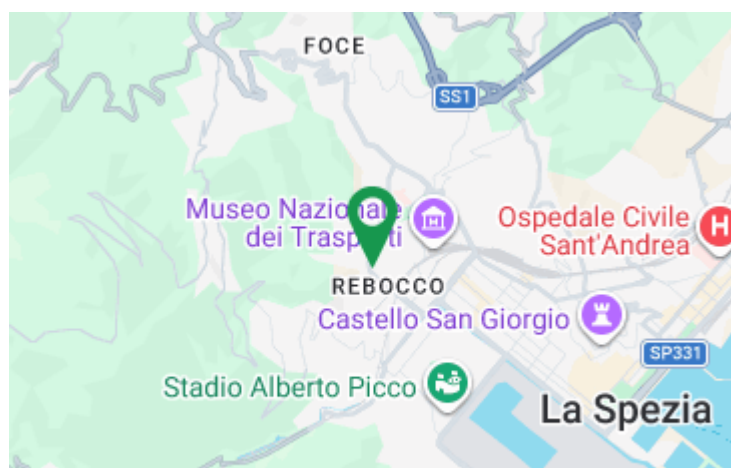 FOCE
SS1
Museo Nazionale
dei Trasporti
Ospedale Civile
Sant'Andrea
H
REBOCCO
Castello San Giorgio
SP331
Stadio Alberto Picco
La Spezia